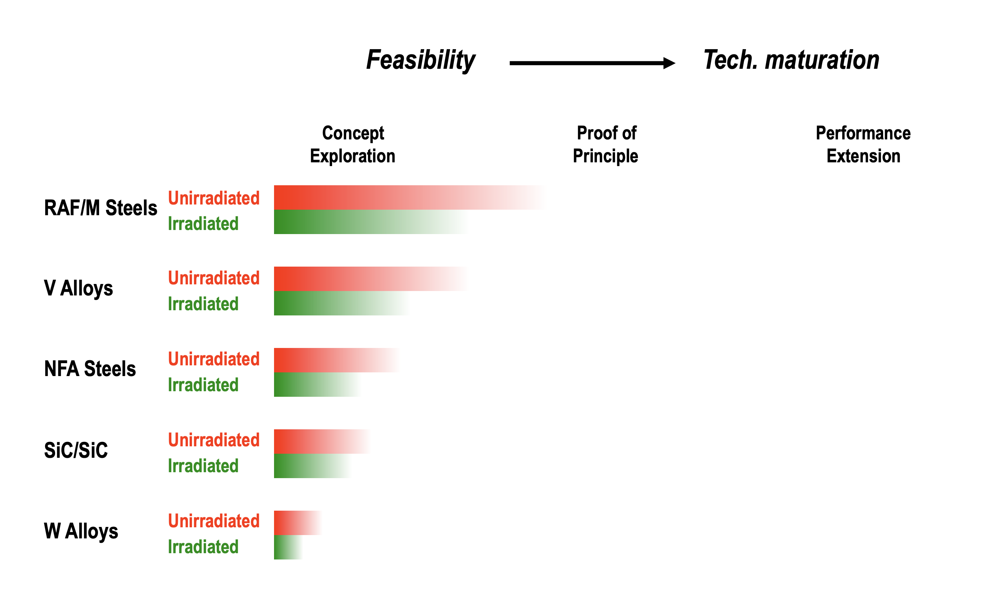 Feasibility
Tech. maturation
Concept
Exploration
Proof of
Principle
Performance
Extension
RAF/M Steels
Unirradiated
Irradiated
V Alloys
Unirradiated
Irradiated
NFA Steels
Unirradiated
Irradiated
SiC/SiC
Unirradiated
Irradiated
W Alloys
Unirradiated
Irradiated